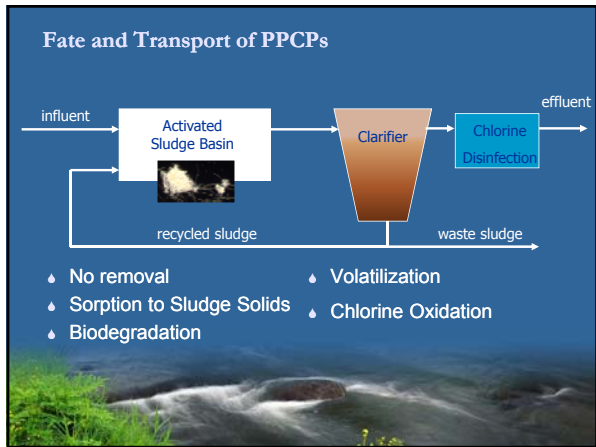 Fate and Transport of PPCPs
influent
Activated
Sludge Basin
Clarifier
Chlorine
Disinfection
effluent
recycled sludge
waste sludge
No removal
Sorption to Sludge Solids
Biodegradation
Volatilization
Chlorine Oxidation